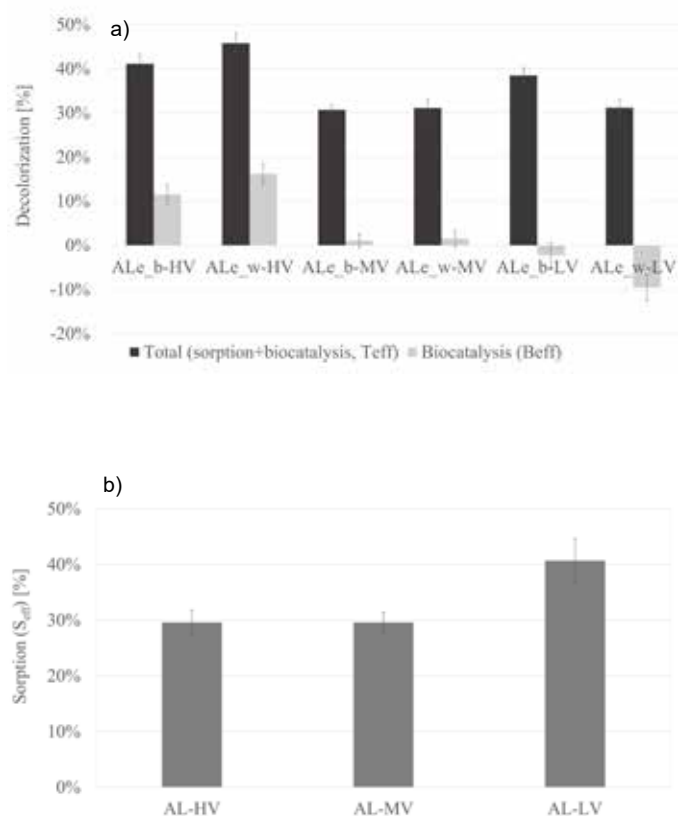 a)
50%
40%
30%
20%
10%
0%
-10%
-20%
Decolorization [%]
ALe_b-HV ALe_w-HV ALe_b-MV ALe_w-MV ALe_b-LV ALe_w-LV
Total (sorption+biocatalysis, Teff) Biocatalysis (Beff)
b)
50%
40%
30%
20%
10%
0%
Sorption (Seff) [%]
AL-HV AL-MV AL-LV